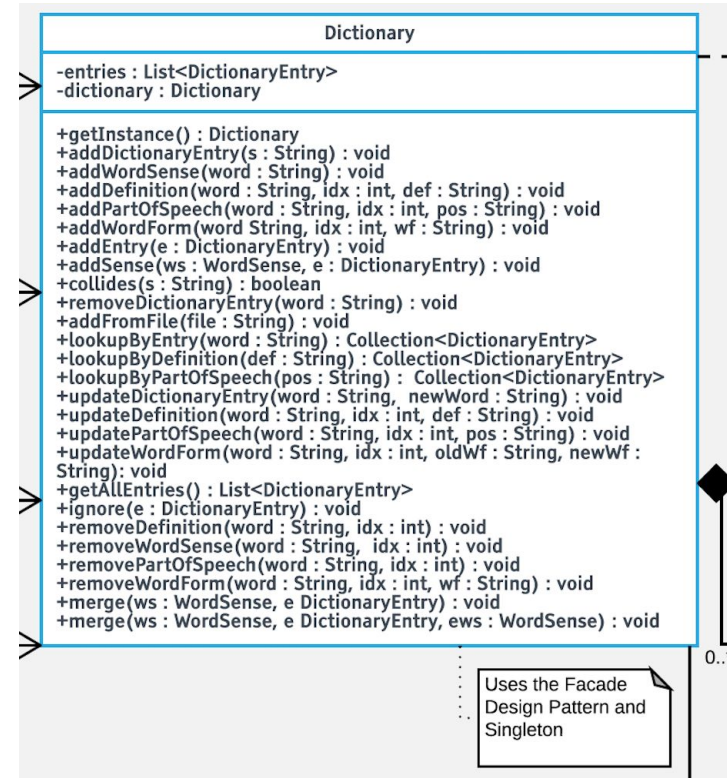 Dictionary
-entries : List<DictionaryEntry>
-dictionary : Dictionary
+getInstance() : Dictionary
+addDictionaryEntry(s : String) : void
+addWordSense(word : String) : void
+addDefinition(word : String, idx : int, def : String) : void
+addPartOfSpeech(word : String, idx : int, pos : String) : void
+addWordForm(word String, idx : int, wf : String) : void
+addEntry(e : DictionaryEntry) : void
+addSense(ws : WordSense, e : DictionaryEntry) : void
+collides(s : String) : boolean
+removeDictionaryEntry(word : String) : void
+addFromFile(file : String) : void
+lookupByEntry(word : String) : Collection<DictionaryEntry>
+lookupByDefinition(def : String) : Collection<DictionaryEntry>
+lookupByPartOfSpeech(pos : String) : Collection<DictionaryEntry>
+updateDictionaryEntry(word : String, newWord : String) : void
+updateDefinition(word : String, idx : int, def : String) : void
+updatePartOfSpeech(word : String, idx : int, pos : String) : void
+updateWordForm(word : String, idx : int, oldWf : String, newWf :
String): void
+getAllEntries() : List<DictionaryEntry>
+ignore(e : DictionaryEntry) : void
+removeDefinition(word : String, idx : int) : void
+removeWordSense(word : String, idx : int) : void
+removePartOfSpeech(word : String, idx : int) : void
+removeWordForm(word : String, idx : int, wf : String) : void
+merge(ws : WordSense, e DictionaryEntry) : void
+merge(ws : WordSense, e DictionaryEntry, ews : WordSense) : void
0..
Uses the Facade
Design Pattern and
Singleton